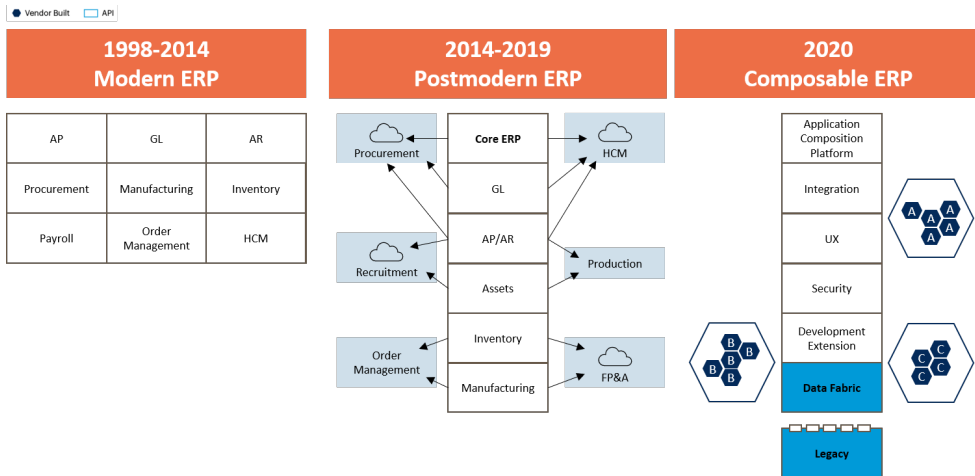 Vendor Built
API
1998-2014
Modern ERP
2014-2019
Postmodern ERP
2020
Composable ERP
AP
GL
AR
Procurement
Manufacturing
Inventory
Payroll
Order
Management
HCM
Procurement
Recruitment
Order
Management
Core ERP
GL
AP/AR
Assets
Inventory
Manufacturing
HCM
Production
FP&A
Application
Composition
Platform
Integration
UX
Security
Development
Extension
Data Fabric
Legacy
A
A
A
A
A
B
B
B
B
B
C
C
C
C